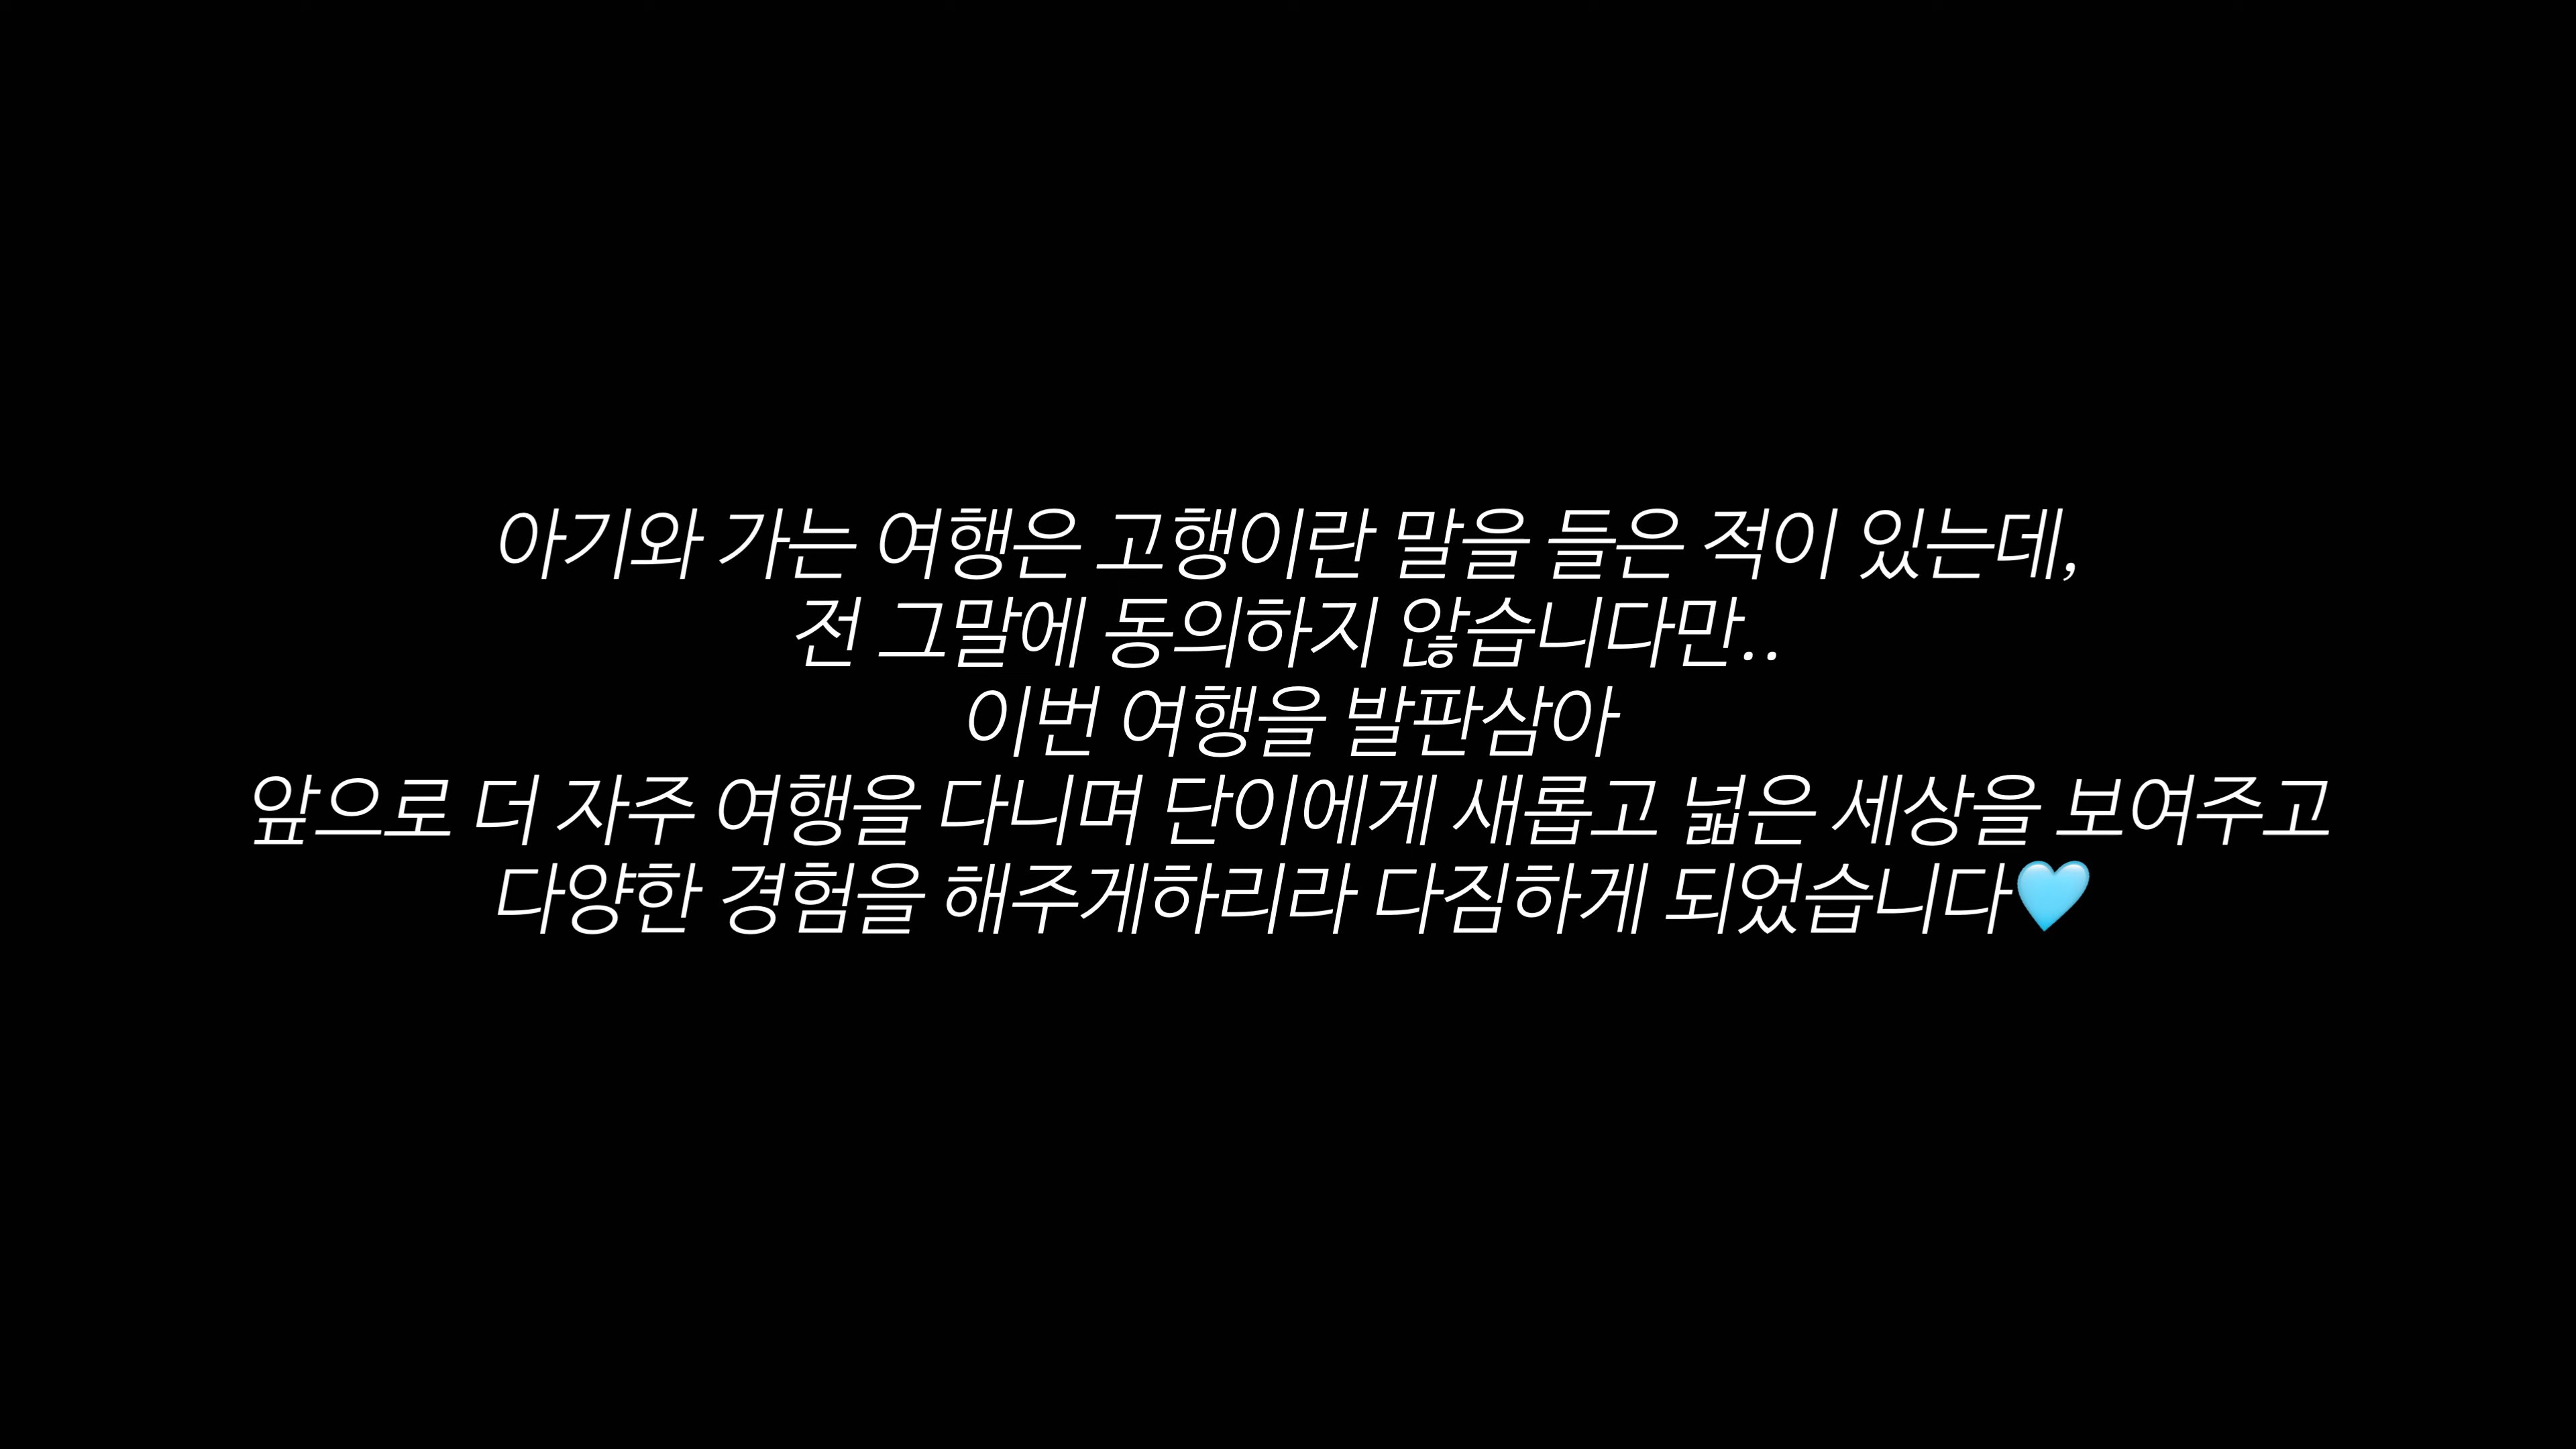 아기와 가는 여행은 고행이란 말을 들은 적이 있는데,
전 그말에 동의하지 않습니다만..
이번 여행을 발판삼아
앞으로 더 자주 여행을 다니며 단이에게 새롭고 넓은 세상을 보여주고
다양한 경험을 해주게하리라 다짐하게 되었습니다🩵